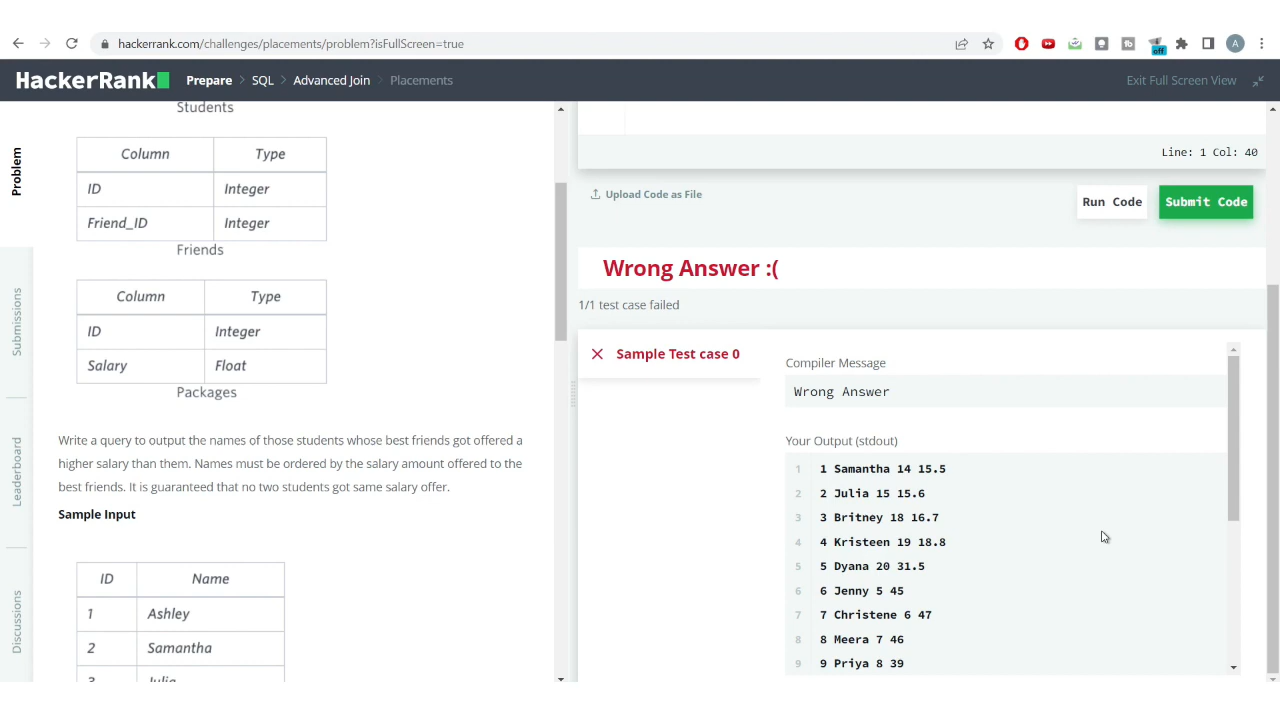 hackerrank.com/challenges/placements/problem?isFullScreen=true
off
A
HackerRank
Prepare > SQL > Advanced Join > Placements
Exit Full Screen View
Problem
Submissions
Leaderboard
Discussions
Students
Column Type
ID Integer
Friend_ID Integer
Friends
Column Type
ID Integer
Salary Float
Packages
Write a query to output the names of those students whose best friends got offered a
higher salary than them. Names must be ordered by the salary amount offered to the
best friends. It is guaranteed that no two students got same salary offer.
Sample Input
ID Name
1 Ashley
2 Samantha
3 Julia
Line: 1 Col: 40
Upload Code as File
Run Code
Submit Code
Wrong Answer :(
1/1 test case failed
Sample Test case 0
Compiler Message
Wrong Answer
Your Output (stdout)
1 1 Samantha 14 15.5
2 2 Julia 15 15.6
3 3 Britney 18 16.7
4 4 Kristeen 19 18.8
5 5 Dyana 20 31.5
6 6 Jenny 5 45
7 7 Christene 6 47
8 8 Meera 7 46
9 9 Priya 8 39